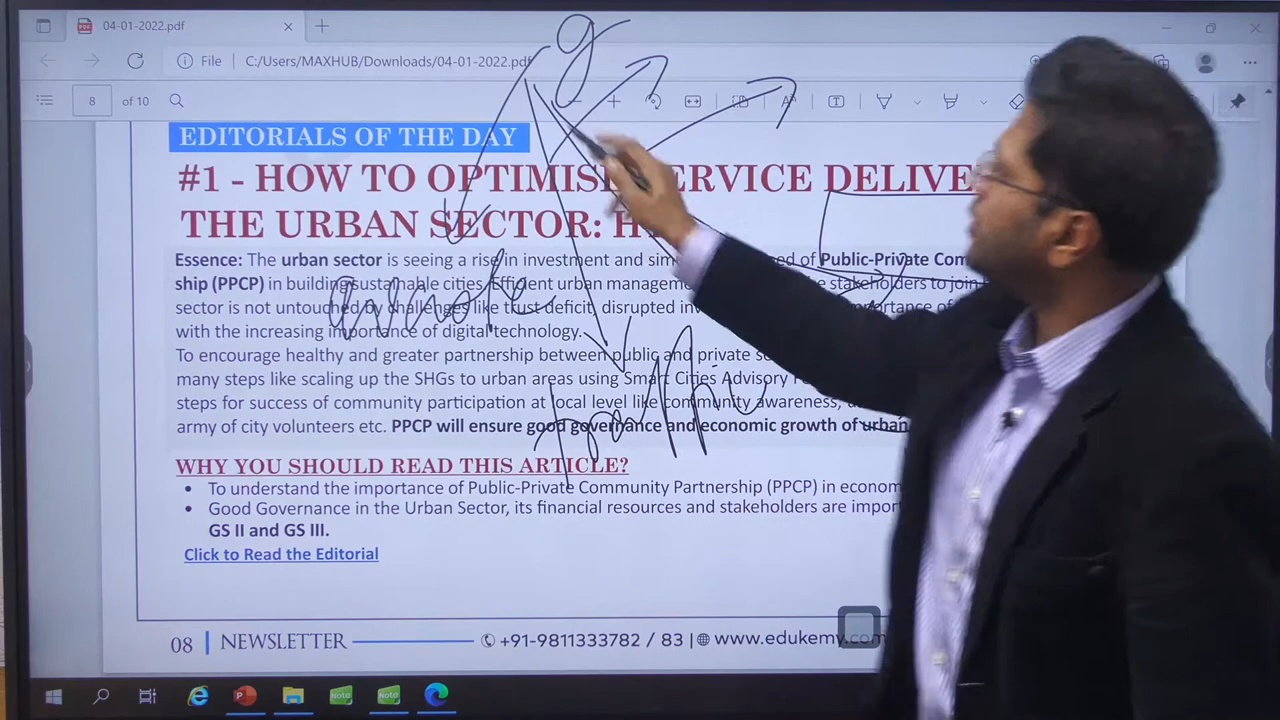 04-01-2022.pdf
File C:/Users/MAXHUB/Downloads/04-01-2022.pdf
8 of 10
EDITORIALS OF THE DAY
#1 - HOW TO OPTIMISE SERVICE DELIVE
THE URBAN SECTOR:
Essence: The urban sector is seeing a rise in investment and of Public-Private Com
ship (PPCP) in building sustainable cities. Efficient urban stakeholders to join
sector is not untouched by challenges like trust deficit, disrupted of
with the increasing importance of digital technology.
To encourage healthy and greater partnership between public and private
many steps like scaling up the SHGs to urban areas using Smart Cities Advisory
steps for success of community participation at local level like community awareness,
army of city volunteers etc. PPCP will ensure good governance and economic growth of urban
WHY YOU SHOULD READ THIS ARTICLE?
• To understand the importance of Public-Private Community Partnership (PPCP) in
• Good Governance in the Urban Sector, its financial resources and stakeholders are
GS II and GS III.
Click to Read the Editorial
08 | NEWSLETTER +91-9811333782 / 83 | www.edukemy.com